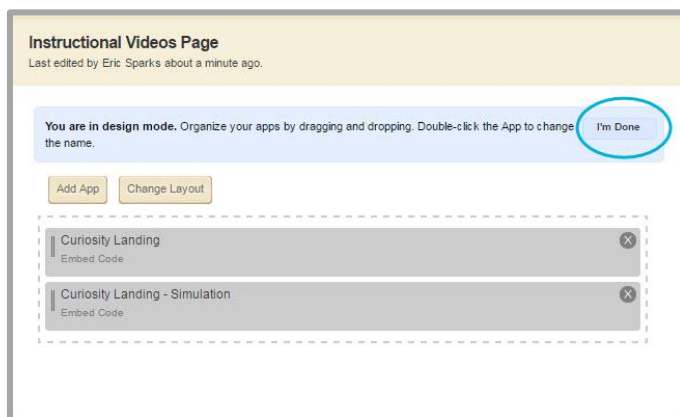 Instructional Videos Page
Last edited by Eric Sparks about a minute ago.
You are in design mode. Organize your apps by dragging and dropping. Double-click the App to change
the name.
I'm Done
Add App
Change Layout
Curiosity Landing
X
Embed Code
Curiosity Landing - Simulation
X
Embed Code